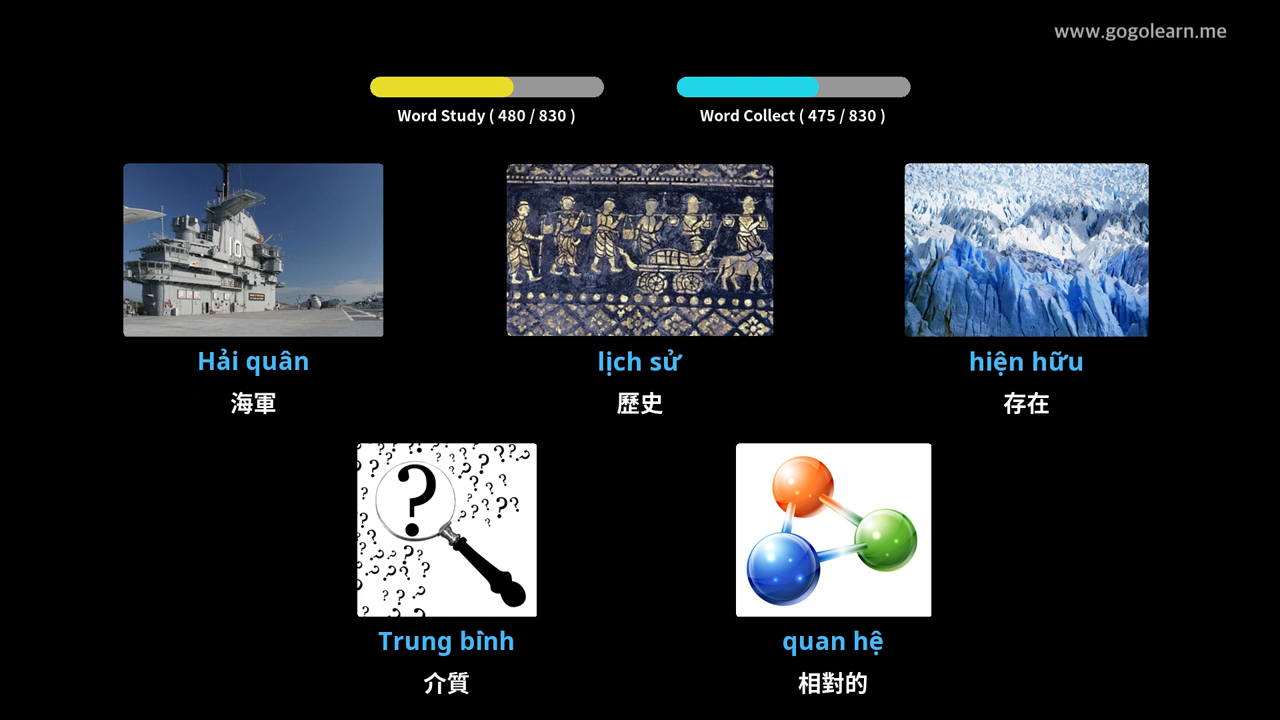 www.gogolearn.me
Word Study ( 480 / 830 )
Word Collect ( 475 / 830 )
Hải quân
lịch sử
hiện hữu
海軍
歷史
存在
Trung bình
quan hệ
介質
相對的